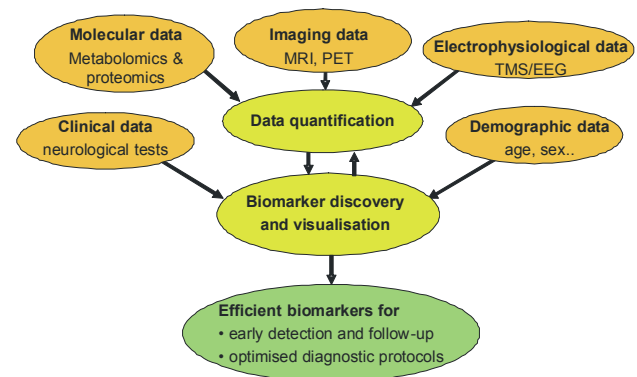 Molecular data
Metabolomics &
proteomics
Imaging data
MRI, PET
Electrophysiological data
TMS/EEG
Data quantification
Clinical data
neurological tests
Demographic data
age, sex..
Biomarker discovery
and visualisation
Efficient biomarkers for
• early detection and follow-up
• optimised diagnostic protocols